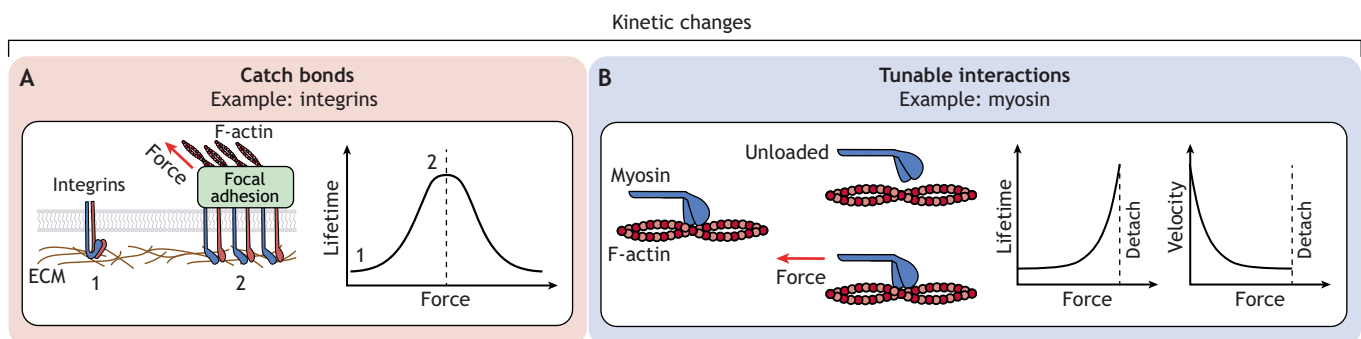 Kinetic changes
A
Catch bonds
Example: integrins
F-actin
Force
Integrins
Focal
adhesion
ECM
1
2
Lifetime
1
2
Force
B
Tunable interactions
Example: myosin
Unloaded
Myosin
F-actin
Force
Lifetime
Detach
Force
Velocity
Detach
Force